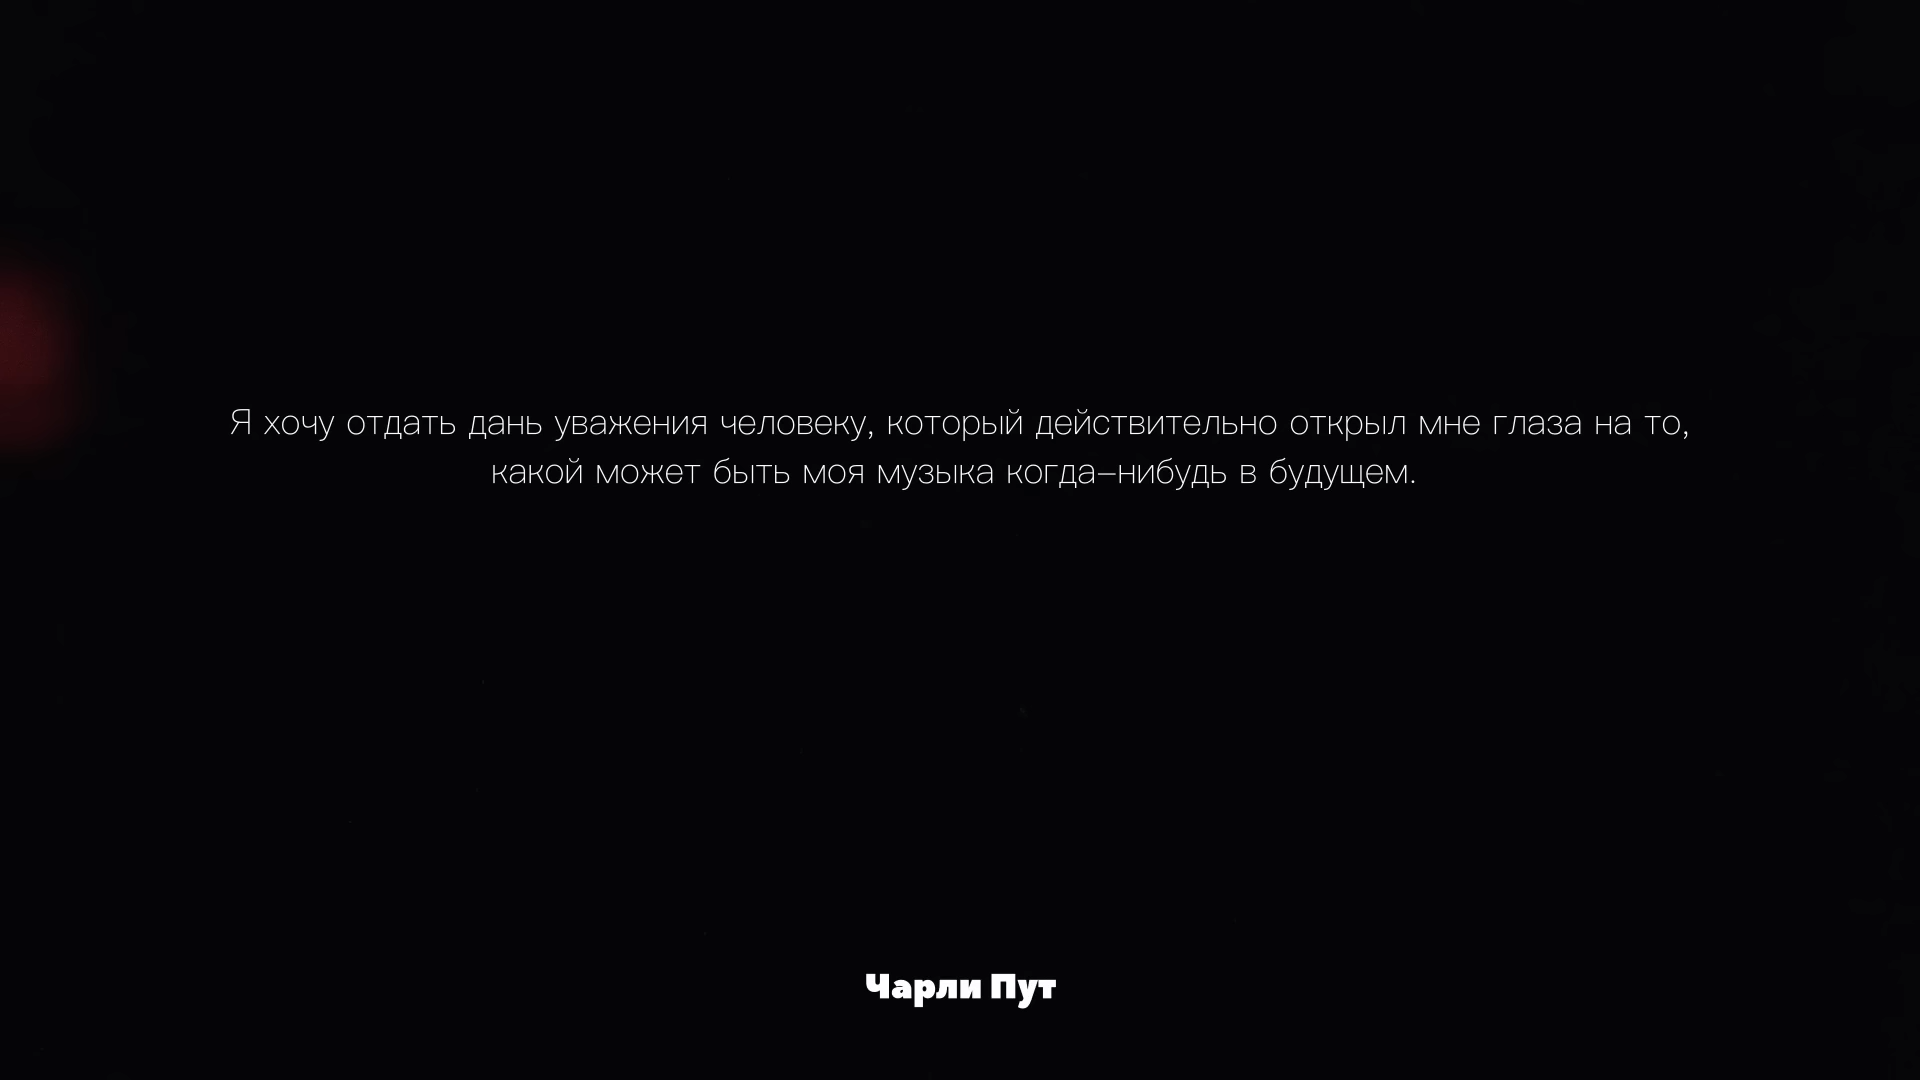 Я хочу отдать дань уважения человеку, который действительно открыл мне глаза на то,
какой может быть моя музыка когда-нибудь в будущем.
Чарли Пут